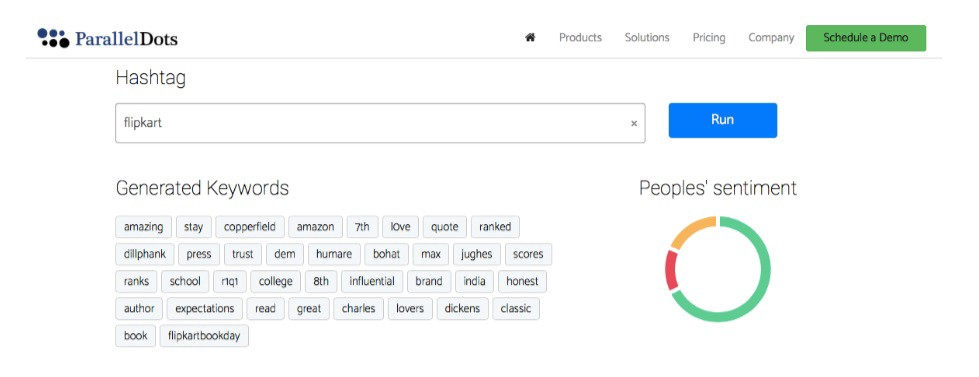 ParallelDots Products Solutions Pricing Company Schedule a Demo
Hashtag
flipkart × Run
Generated Keywords
Peoples' sentiment
amazing stay copperfield amazon 7th love quote ranked
dillphank press trust dem humare bohat max jughes scores
ranks school r1q1 college 8th influential brand india honest
author expectations read great charles lovers dickens classic
book flipkartbookday